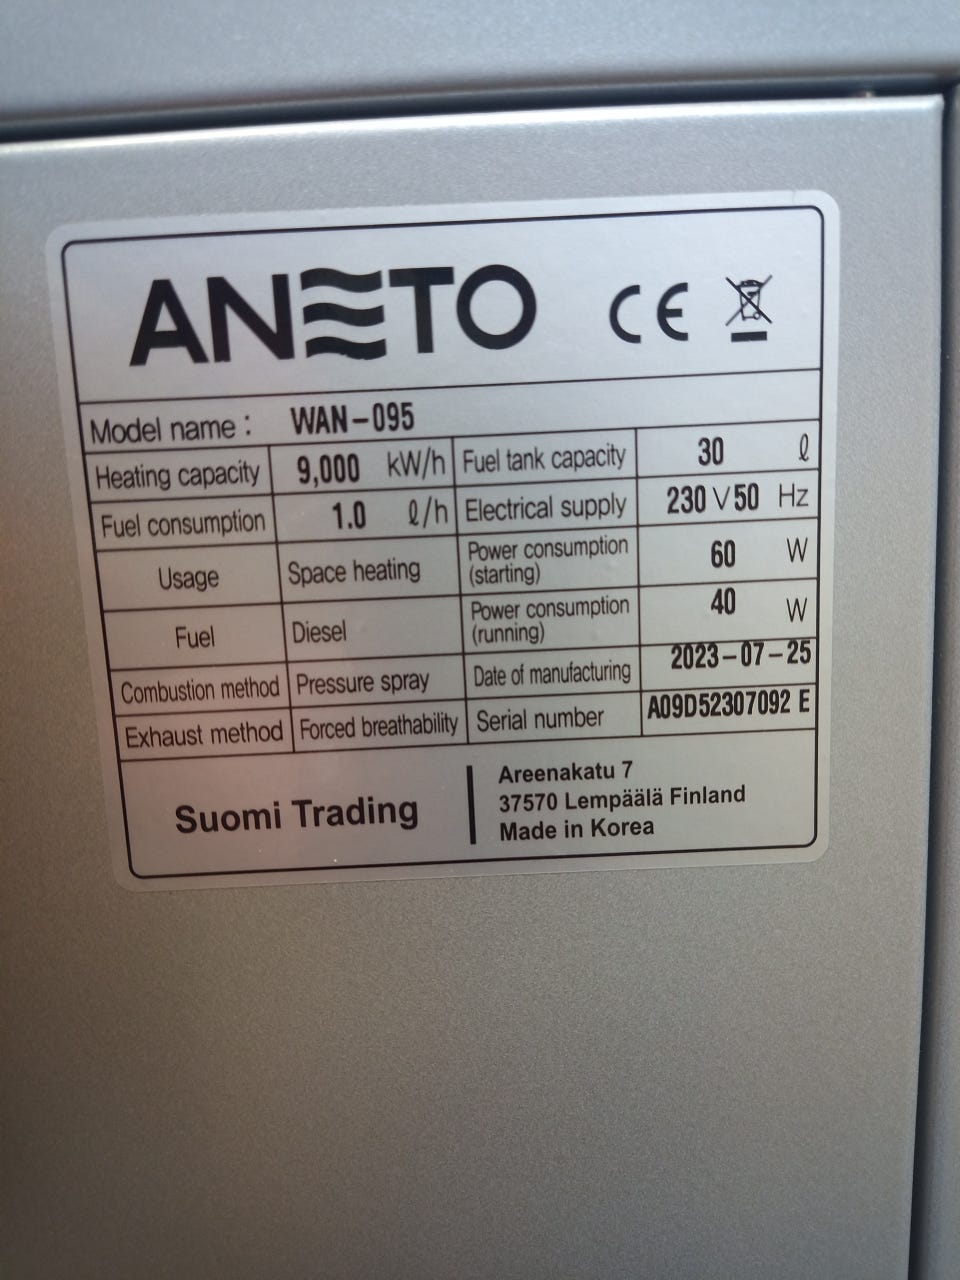 ANETO CE
Model name : WAN-095
Heating capacity 9,000 kW/h Fuel tank capacity 30 ℓ
Fuel consumption 1.0 ℓ/h Electrical supply 230 V 50 Hz
Usage Space heating Power consumption (starting) 60 W
Fuel Diesel Power consumption (running) 40 W
Combustion method Pressure spray Date of manufacturing 2023-07-25
Exhaust method Forced breathability Serial number A09D52307092 E
Suomi Trading
Areenakatu 7
37570 Lempäälä Finland
Made in Korea